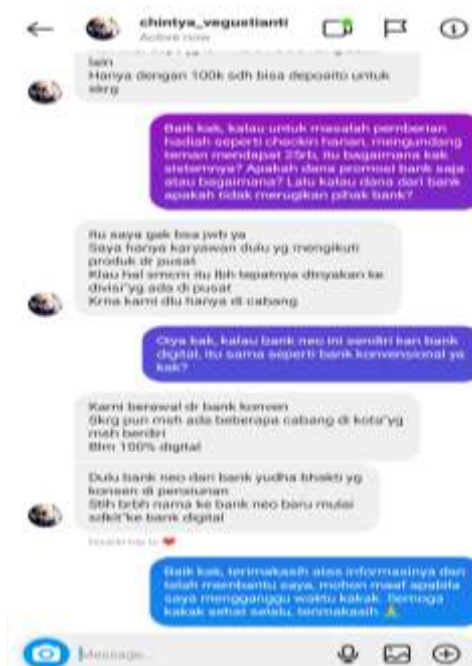 chintya_vegustianti
Active now
lain
Hanya dengan 100k sdh bisa deposito untuk
skrg
Baik kak, kalau untuk masalah pemberian
hadiah seperti checkin harian, mengundang
teman mendapat 25rb, itu bagaimana kak
sistemnya? Apakah dana promosi bank saja
atau bagaimana? Lalu kalau dana dari bank
apakah tidak merugikan pihak bank?
Itu saya gak bisa jwb ya
Saya hanya karyawan dulu yg mengikuti
produk dr pusat
Klau hal smcm itu lbh tepatnya dtnyakan ke
divisi"yg ada di pusat
Krna kami dlu hanya di cabang
Oiya kak, kalau bank neo ini sendiri kan bank
digital, itu sama seperti bank konvensional ya
kak?
Kami berawal dr bank konven
Skrg pun msh ada beberapa cabang di kota"yg
msh berdiri
Blm 100% digital
Dulu bank neo dari bank yudha bhakti yg
konsen di pensiunan
Stlh brbh nama ke bank neo baru mulai
sdkit"ke bank digital
Double tap to ❤
Baik kak, terimakasih atas informasinya dan
telah membantu saya, mohon maaf apabila
saya mengganggu waktu kakak. Semoga
kakak sehat selalu, terimakasih 🙏
Message...